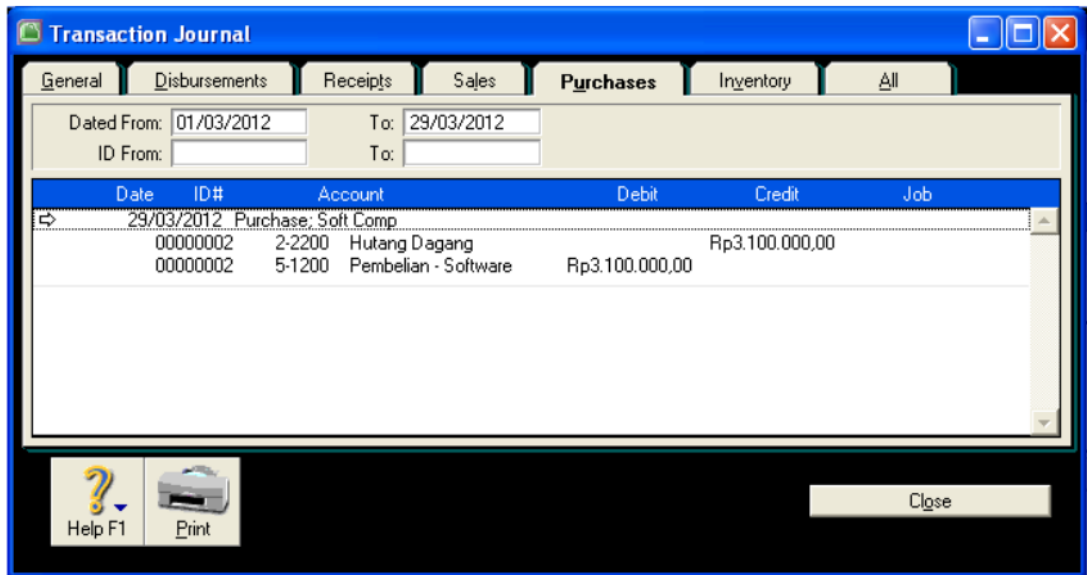 Transaction Journal
General Disbursements Receipts Sales Purchases Inventory All
Dated From: 01/03/2012 To: 29/03/2012
ID From: To:
Date ID# Account Debit Credit Job
29/03/2012 Purchase; Soft Comp
00000002 2-2200 Hutang Dagang Rp3.100.000,00
00000002 5-1200 Pembelian - Software Rp3.100.000,00
Help F1 Print Close